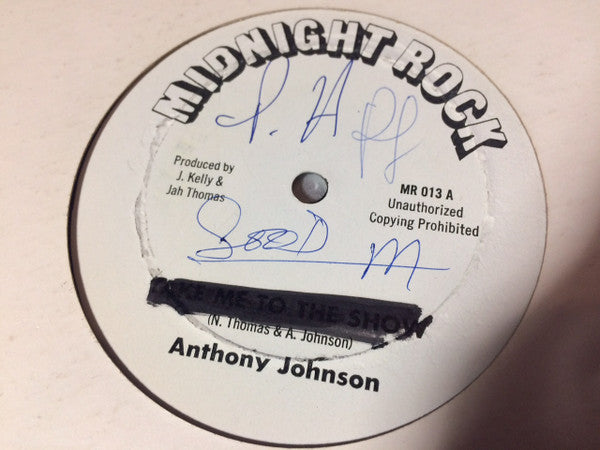 MIDNIGHT ROCK
Produced by
J. Kelly &
Jah Thomas
MR 013 A
Unauthorized
Copying Prohibited
TAKE ME TO THE SHOW
(N. Thomas & A. Johnson)
Anthony Johnson